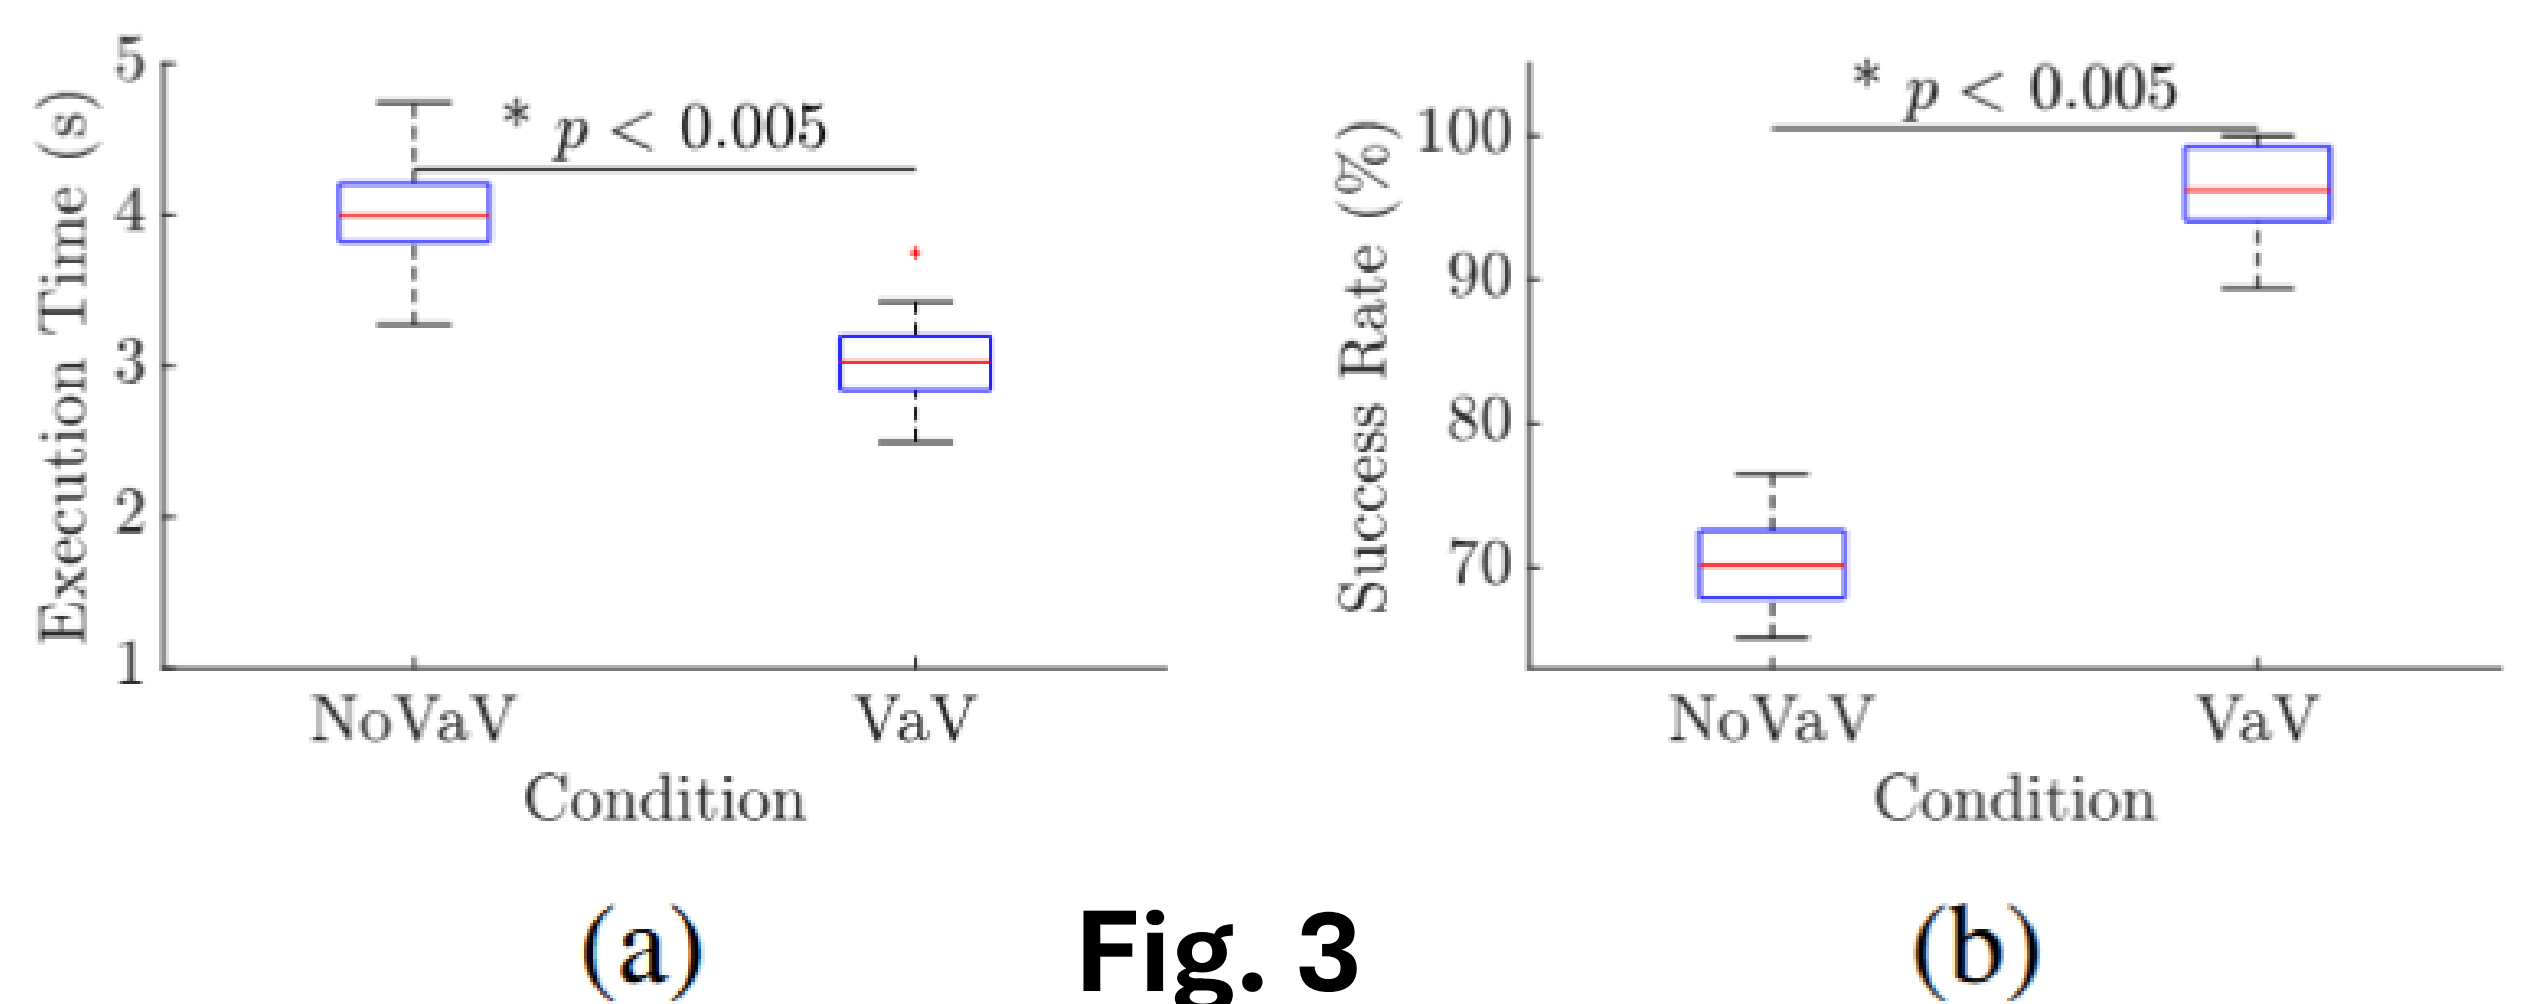 Execution Time (s)
5
4
3
2
1
* p < 0.005
NoVaV
VaV
Condition
(a)
Success Rate (%)
100
90
80
70
* p < 0.005
NoVaV
VaV
Condition
(b)
Fig. 3